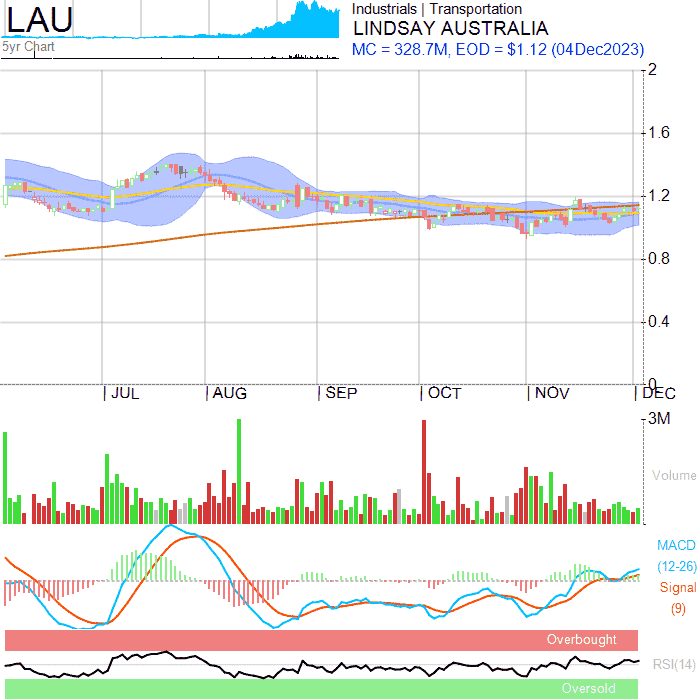 LAU
5yr Chart
Industrials | Transportation
LINDSAY AUSTRALIA
MC = 328.7M, EOD = $1.12 (04Dec2023)
2
1.6
1.2
0.8
0.4
0
JUL AUG SEP OCT NOV DEC
3M
Volume
MACD
(12-26)
Signal
(9)
Overbought
RSI(14)
Oversold